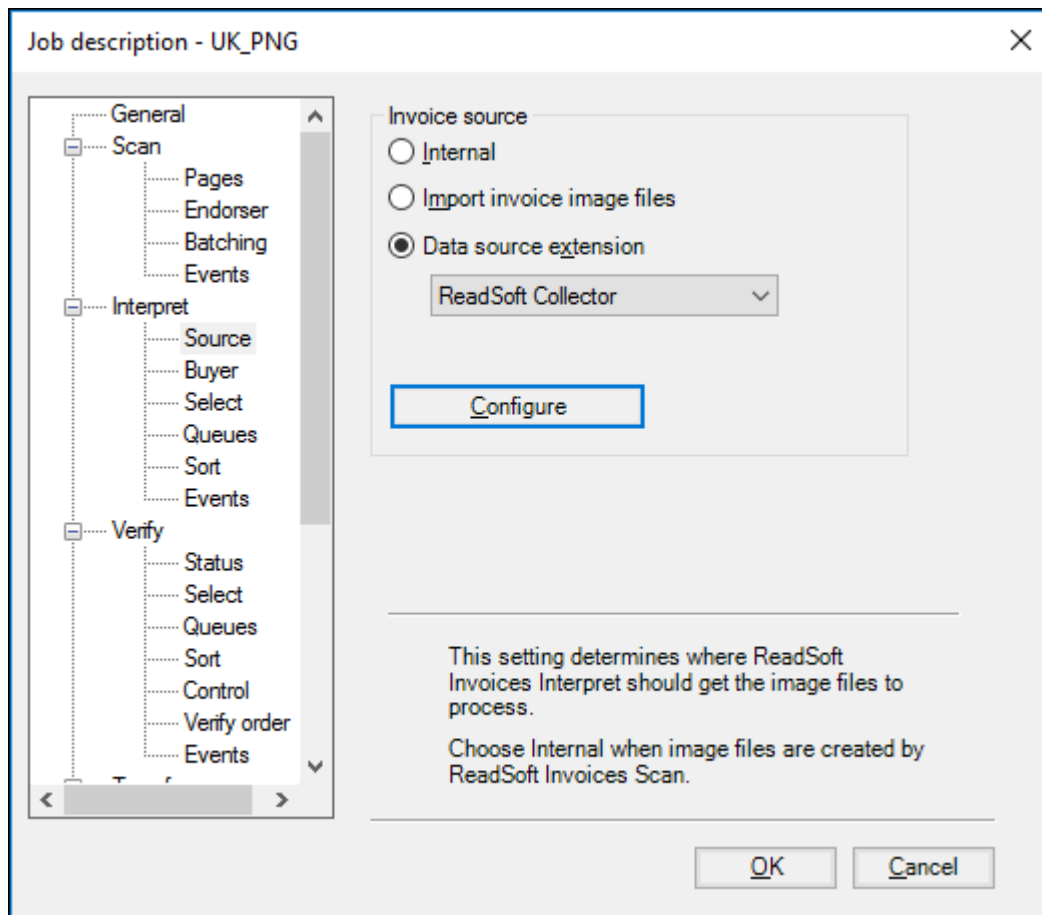 Job description - UK_PNG
General
Scan
Pages
Endorser
Batching
Events
Interpret
Source
Buyer
Select
Queues
Sort
Events
Verify
Status
Select
Queues
Sort
Control
Verify order
Events
Invoice source
Internal
Import invoice image files
Data source extension
ReadSoft Collector
Configure
This setting determines where ReadSoft
Invoices Interpret should get the image files to
process.
Choose Internal when image files are created by
ReadSoft Invoices Scan.
OK
Cancel